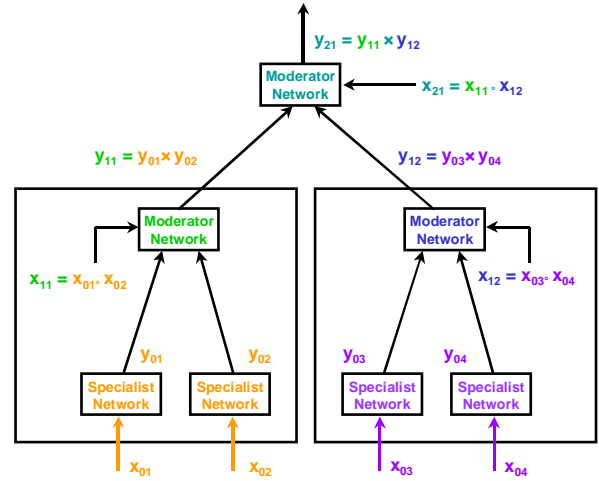 y₂₁ = y₁₁ × y₁₂
Moderator
Network
x₂₁ = x₁₁ ∘ x₁₂
y₁₁ = y₀₁ × y₀₂
y₁₂ = y₀₃ × y₀₄
Moderator
Network
Moderator
Network
x₁₁ = x₀₁ ∘ x₀₂
x₁₂ = x₀₃ ∘ x₀₄
y₀₁
y₀₂
y₀₃
y₀₄
Specialist
Network
Specialist
Network
Specialist
Network
Specialist
Network
x₀₁
x₀₂
x₀₃
x₀₄